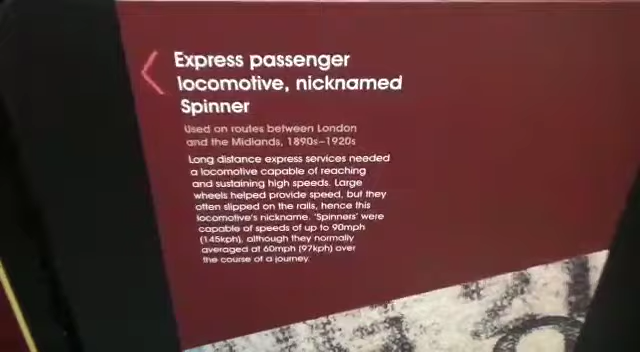 Express passenger
locomotive, nicknamed
Spinner
Used on routes between London
and the Midlands, 1890s–1920s
Long distance express services needed
a locomotive capable of reaching
and sustaining high speeds. Large
wheels helped provide speed, but they
often slipped on the rails, hence this
locomotive's nickname. 'Spinners' were
capable of speeds of up to 90mph
(145kph), although they normally
averaged at 60mph (97kph) over
the course of a journey.